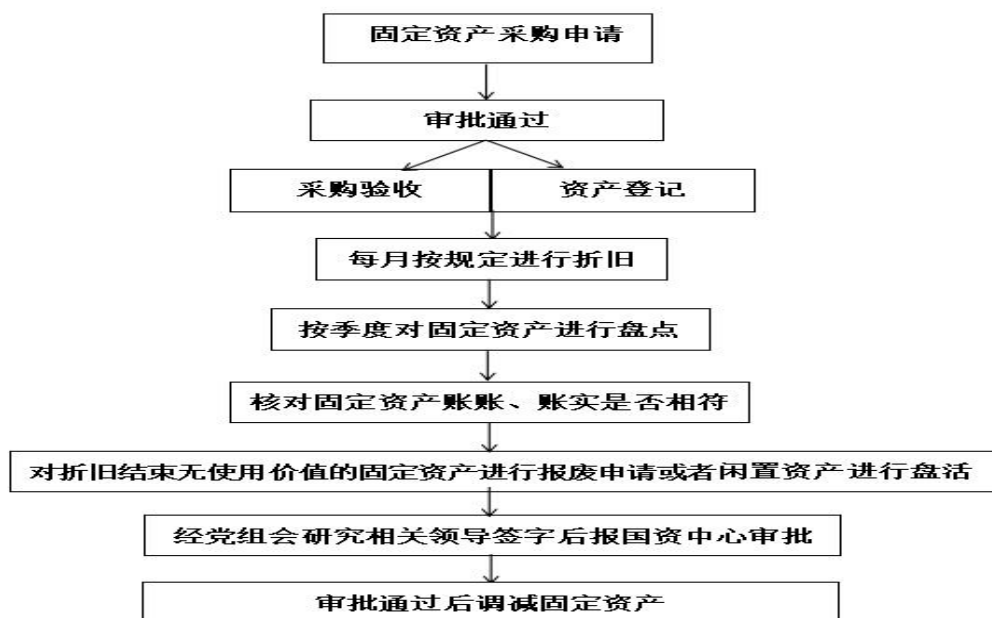 固定资产采购申请
审批通过
采购验收
资产登记
每月按规定进行折旧
按季度对固定资产进行盘点
核对固定资产账账、账实是否相符
对折旧结束无使用价值的固定资产进行报废申请或者闲置资产进行盘活
经党组会研究相关领导签字后报国资中心审批
审批通过后调减固定资产